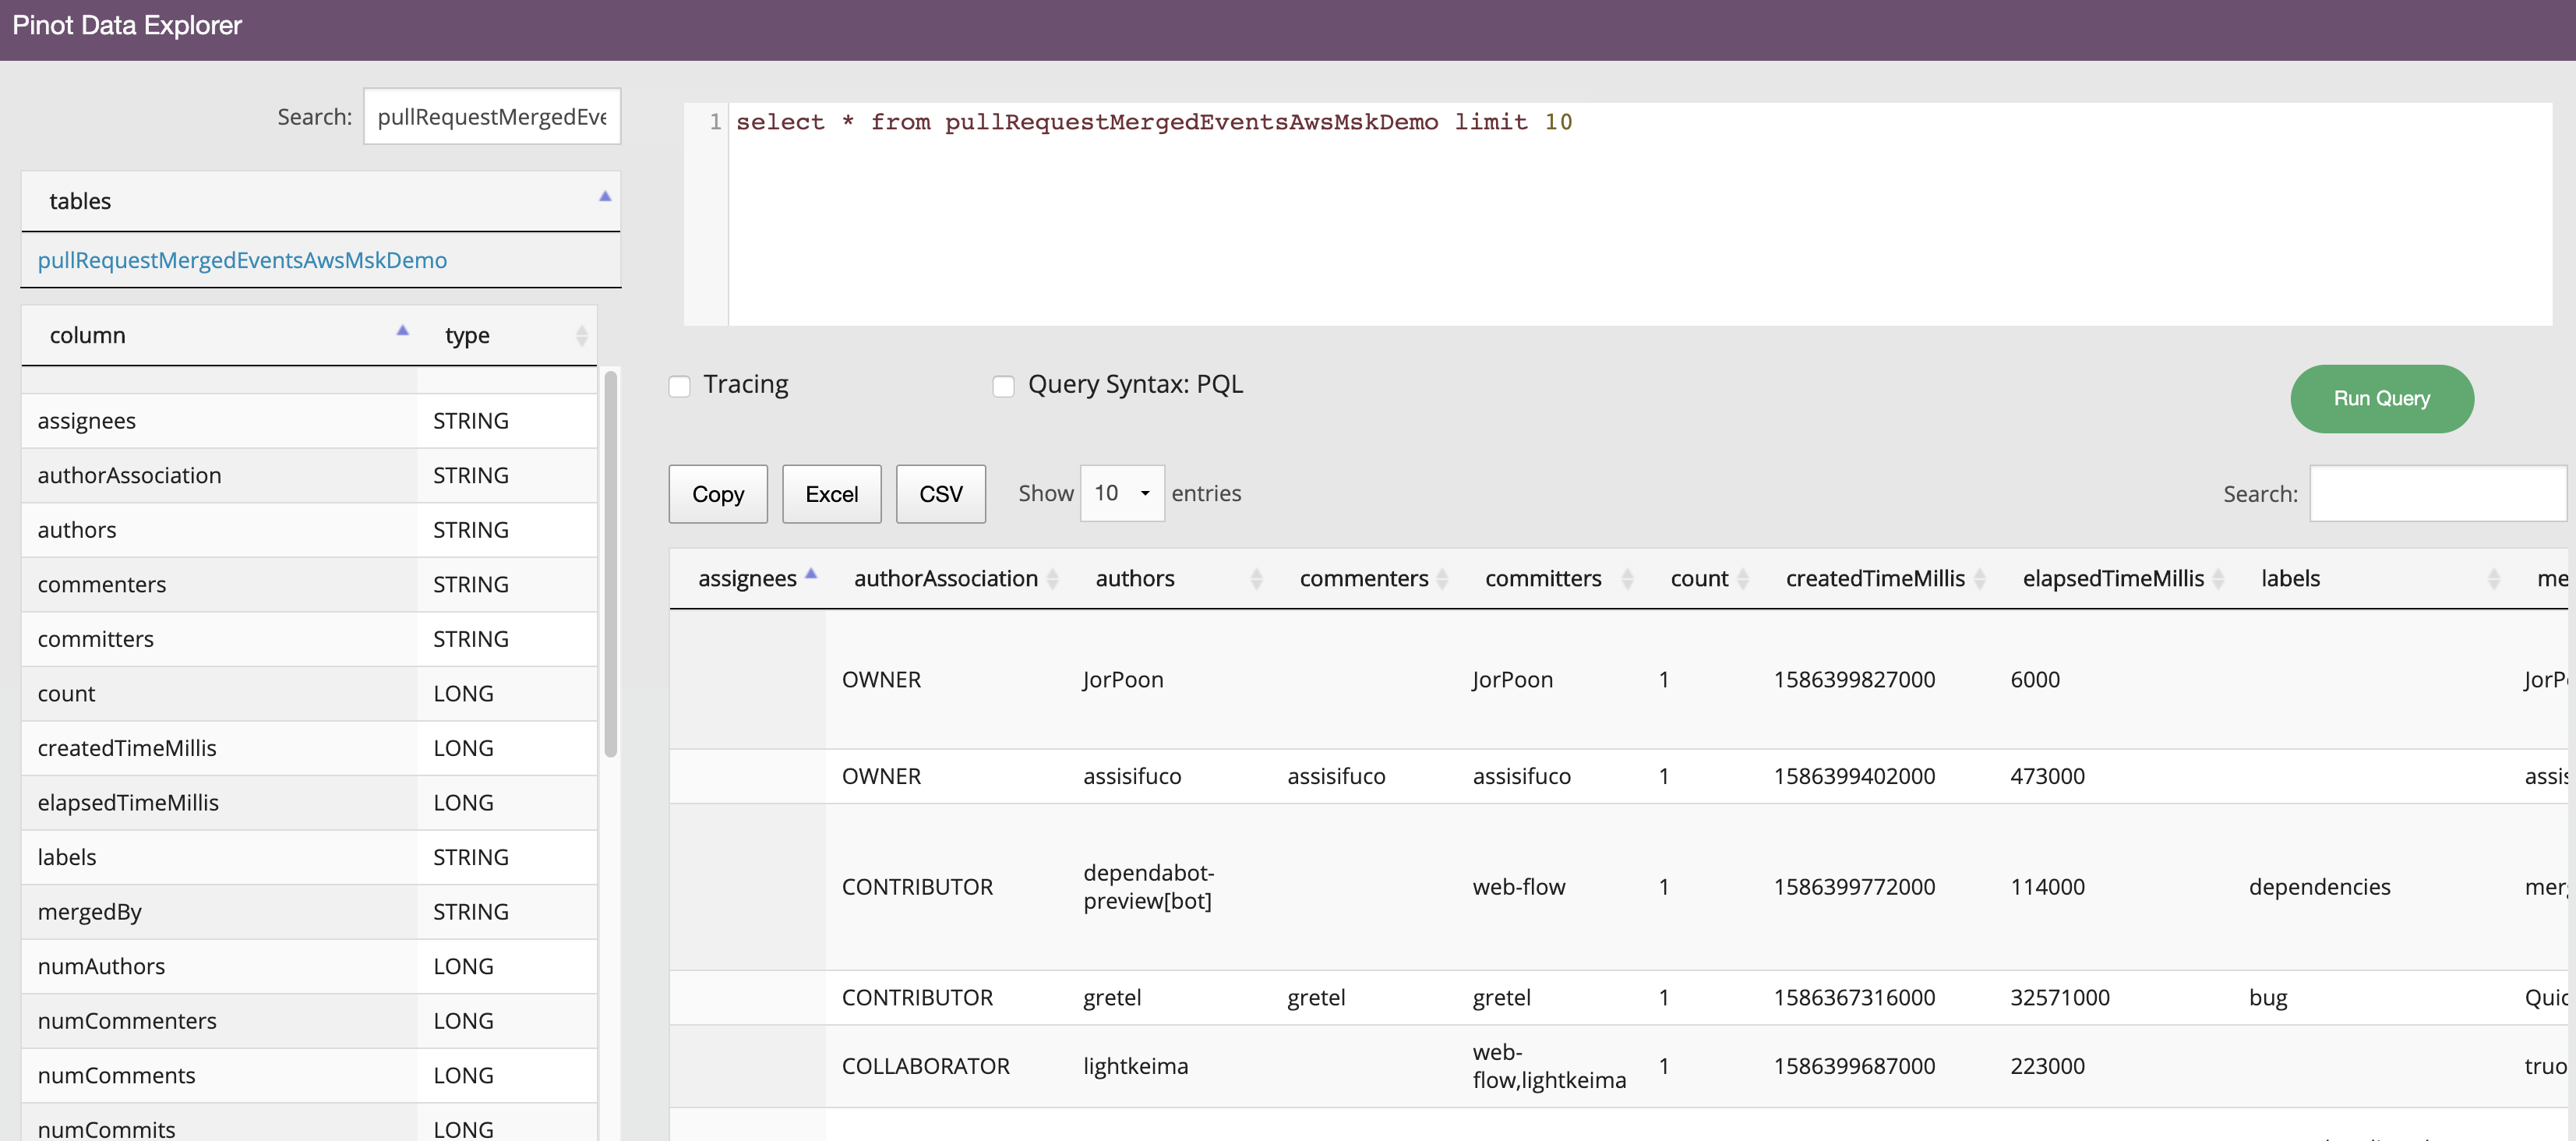 Pinot Data Explorer
Search: pullRequestMergedEve
tables
pullRequestMergedEventsAwsMskDemo
column type
assignees STRING
authorAssociation STRING
authors STRING
commenters STRING
committers STRING
count LONG
createdTimeMillis LONG
elapsedTimeMillis LONG
labels STRING
mergedBy STRING
numAuthors LONG
numCommenters LONG
numComments LONG
numCommits LONG
1 select * from pullRequestMergedEventsAwsMskDemo limit 10
Tracing Query Syntax: PQL Run Query
Copy Excel CSV Show 10 entries Search:
assignees authorAssociation authors commenters committers count createdTimeMillis elapsedTimeMillis labels me
OWNER JorPoon JorPoon 1 1586399827000 6000 JorP
OWNER assisifuco assisifuco assisifuco 1 1586399402000 473000 assis
CONTRIBUTOR dependabot-
preview[bot] web-flow 1 1586399772000 114000 dependencies mer
CONTRIBUTOR gretel gretel gretel 1 1586367316000 32571000 bug Quic
COLLABORATOR lightkeima web-
flow,lightkeima 1 1586399687000 223000 truo